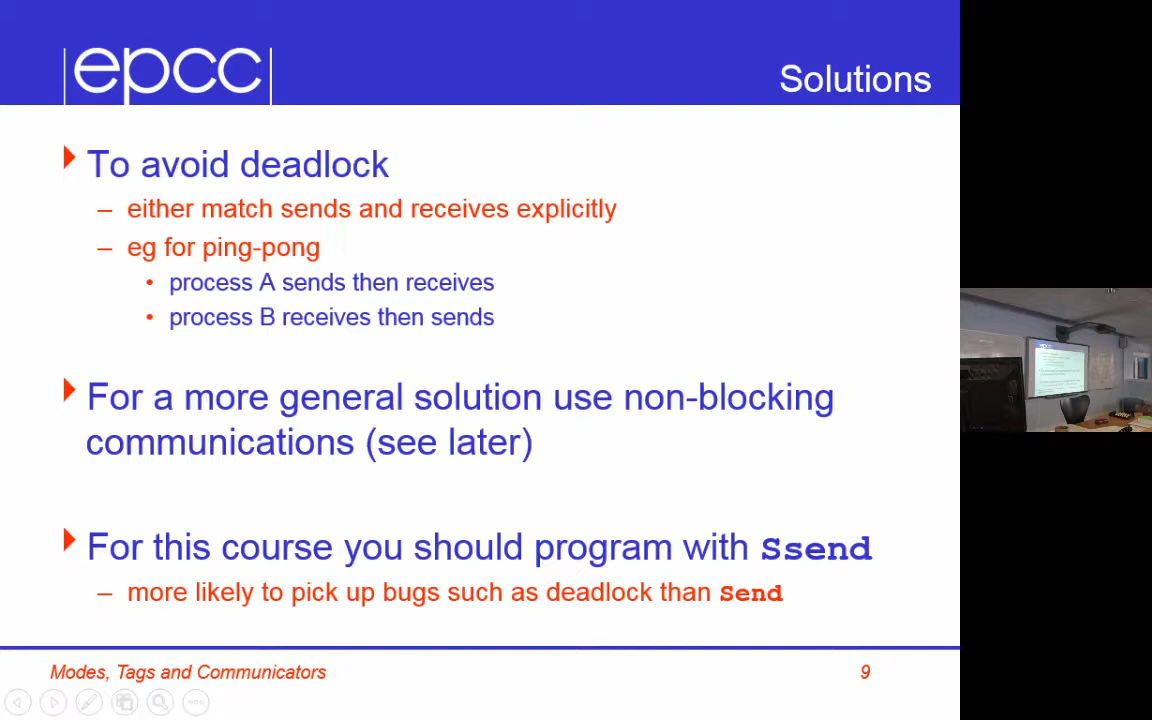 epcc
Solutions
To avoid deadlock
– either match sends and receives explicitly
– eg for ping-pong
• process A sends then receives
• process B receives then sends
For a more general solution use non-blocking
communications (see later)
For this course you should program with Ssend
– more likely to pick up bugs such as deadlock than Send
Modes, Tags and Communicators
9
epcc